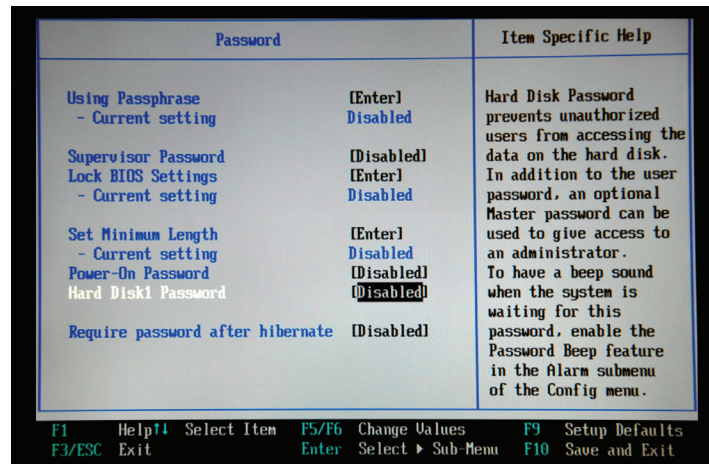 Password
Item Specific Help
Using Passphrase [Enter]
- Current setting Disabled
Supervisor Password [Disabled]
Lock BIOS Settings [Enter]
- Current setting Disabled
Set Minimum Length [Enter]
- Current setting Disabled
Power-On Password [Disabled]
Hard Disk1 Password [Disabled]
Require password after hibernate [Disabled]
Hard Disk Password
prevents unauthorized
users from accessing the
data on the hard disk.
In addition to the user
password, an optional
Master password can be
used to give access to
an administrator.
To have a beep sound
when the system is
waiting for this
password, enable the
Password Beep feature
in the Alarm submenu
of the Config menu.
F1 Help↑↓ Select Item F5/F6 Change Values F9 Setup Defaults
F3/ESC Exit Enter Select ▶ Sub-Menu F10 Save and Exit